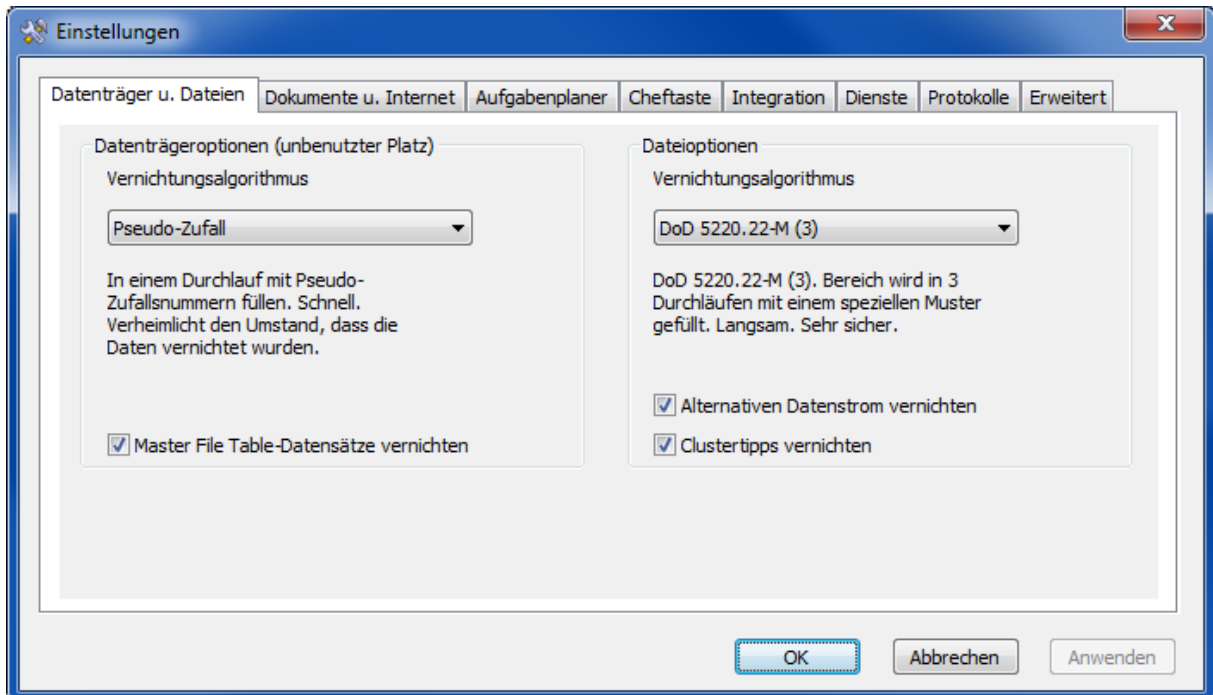 Einstellungen
Datenträger u. Dateien
Dokumente u. Internet
Aufgabenplaner
Cheftaste
Integration
Dienste
Protokolle
Erweitert
Datenträgeroptionen (unbenutzter Platz)
Vernichtungsalgorithmus
Pseudo-Zufall
In einem Durchlauf mit Pseudo-
Zufallsnummern füllen. Schnell.
Verheimlicht den Umstand, dass die
Daten vernichtet wurden.
Master File Table-Datensätze vernichten
Dateioptionen
Vernichtungsalgorithmus
DoD 5220.22-M (3)
DoD 5220.22-M (3). Bereich wird in 3
Durchläufen mit einem speziellen Muster
gefüllt. Langsam. Sehr sicher.
Alternativen Datenstrom vernichten
Clustertipps vernichten
OK
Abbrechen
Anwenden